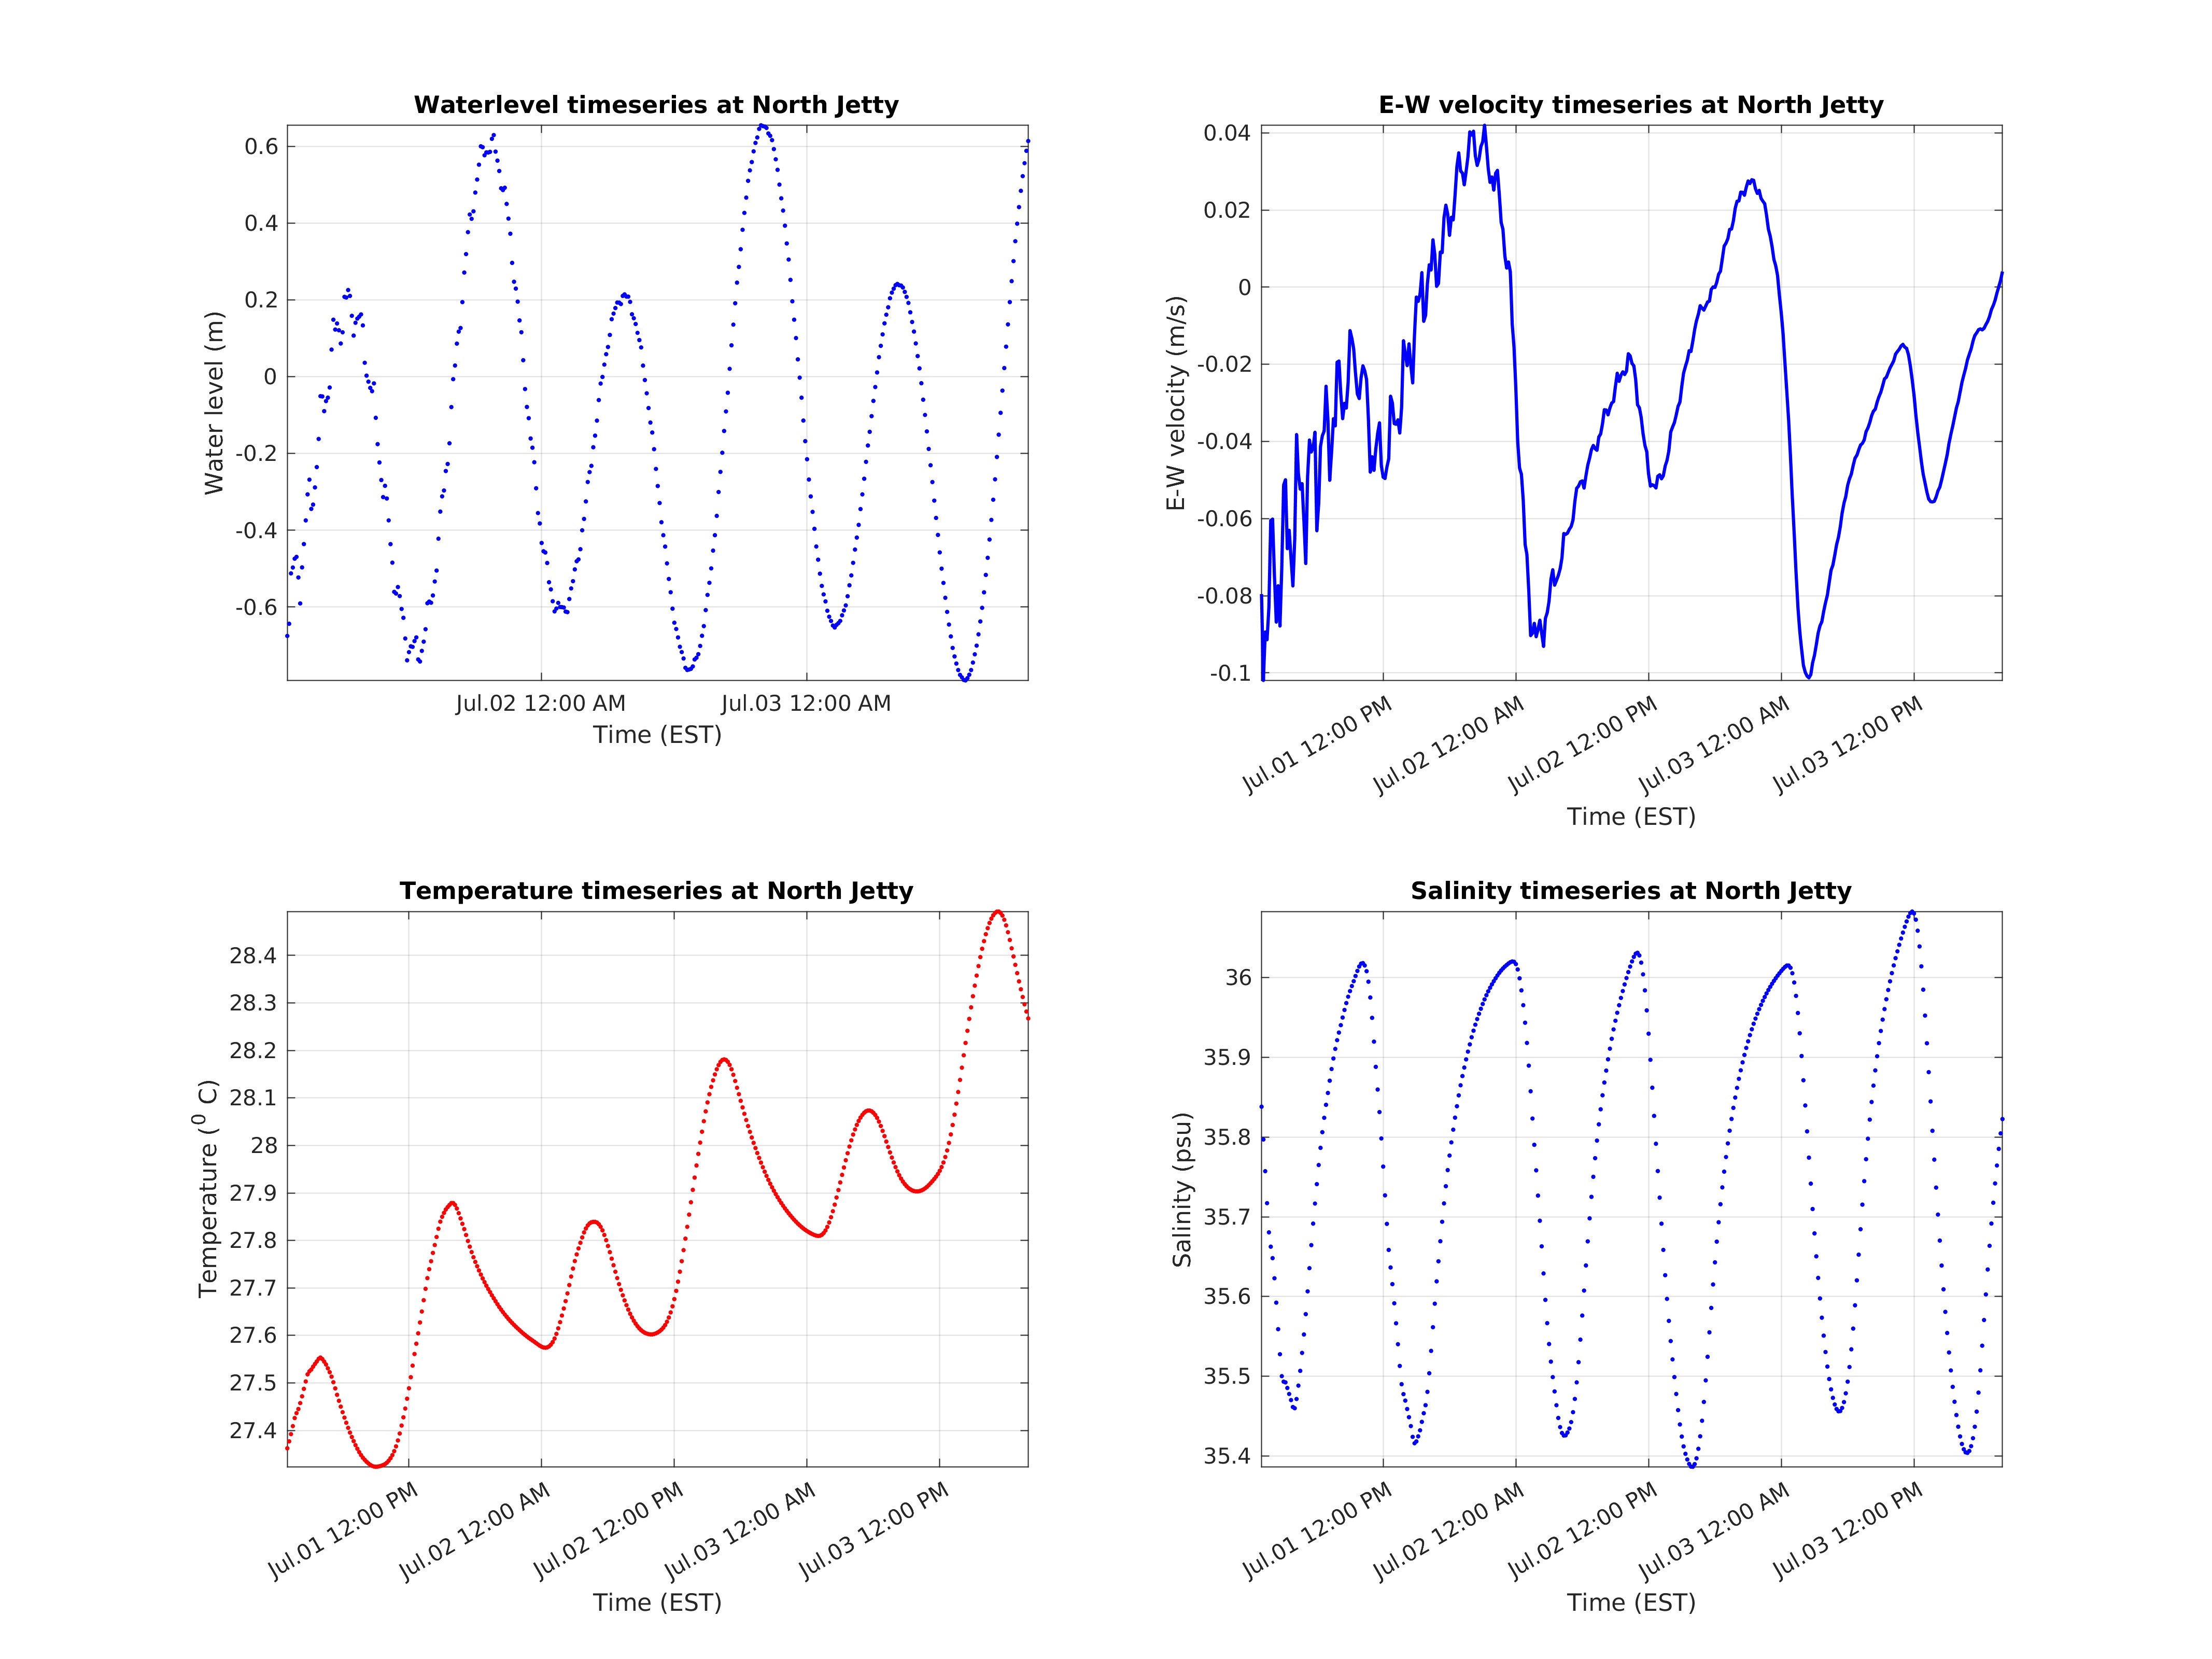 Waterlevel timeseries at North Jetty
0.6
0.4
0.2
0
-0.2
-0.4
-0.6
Water level (m)
Jul.02 12:00 AM
Jul.03 12:00 AM
Time (EST)
E-W velocity timeseries at North Jetty
0.04
0.02
0
-0.02
-0.04
-0.06
-0.08
-0.1
E-W velocity (m/s)
Jul.01 12:00 PM
Jul.02 12:00 AM
Jul.02 12:00 PM
Jul.03 12:00 AM
Jul.03 12:00 PM
Time (EST)
Temperature timeseries at North Jetty
28.4
28.3
28.2
28.1
28
27.9
27.8
27.7
27.6
27.5
27.4
Temperature (⁰ C)
Jul.01 12:00 PM
Jul.02 12:00 AM
Jul.02 12:00 PM
Jul.03 12:00 AM
Jul.03 12:00 PM
Time (EST)
Salinity timeseries at North Jetty
36
35.9
35.8
35.7
35.6
35.5
35.4
Salinity (psu)
Jul.01 12:00 PM
Jul.02 12:00 AM
Jul.02 12:00 PM
Jul.03 12:00 AM
Jul.03 12:00 PM
Time (EST)